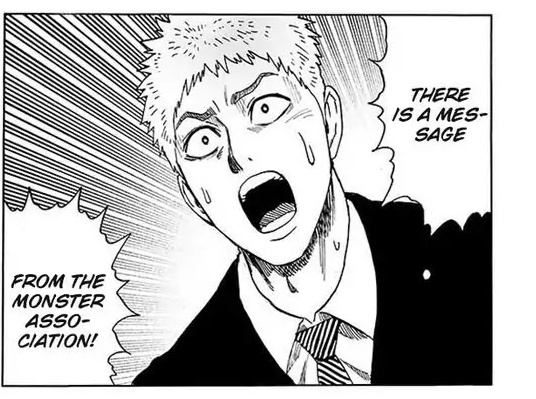 THERE
IS A MES-
SAGE
FROM THE
MONSTER
ASSO-
CIATION!